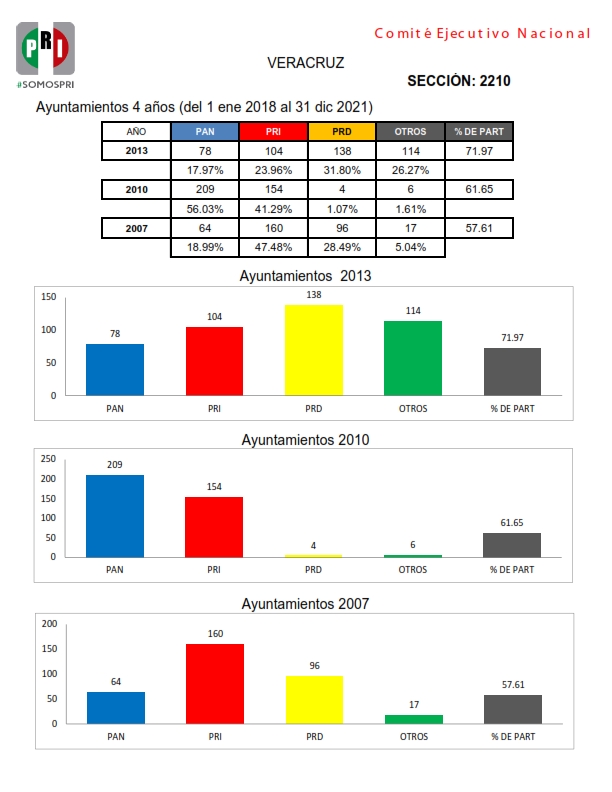 Comité Ejecutivo Nacional
PRI
#SOMOSPRI
VERACRUZ
SECCIÓN: 2210
Ayuntamientos 4 años (del 1 ene 2018 al 31 dic 2021)
AÑO PAN PRI PRD OTROS % DE PART
2013 78 104 138 114 71.97
17.97% 23.96% 31.80% 26.27%
2010 209 154 4 6 61.65
56.03% 41.29% 1.07% 1.61%
2007 64 160 96 17 57.61
18.99% 47.48% 28.49% 5.04%
Ayuntamientos 2013
150
100
50
0
78 104 138 114 71.97
PAN PRI PRD OTROS % DE PART
Ayuntamientos 2010
250
200
150
100
50
0
209 154 4 6 61.65
PAN PRI PRD OTROS % DE PART
Ayuntamientos 2007
200
150
100
50
0
64 160 96 17 57.61
PAN PRI PRD OTROS % DE PART